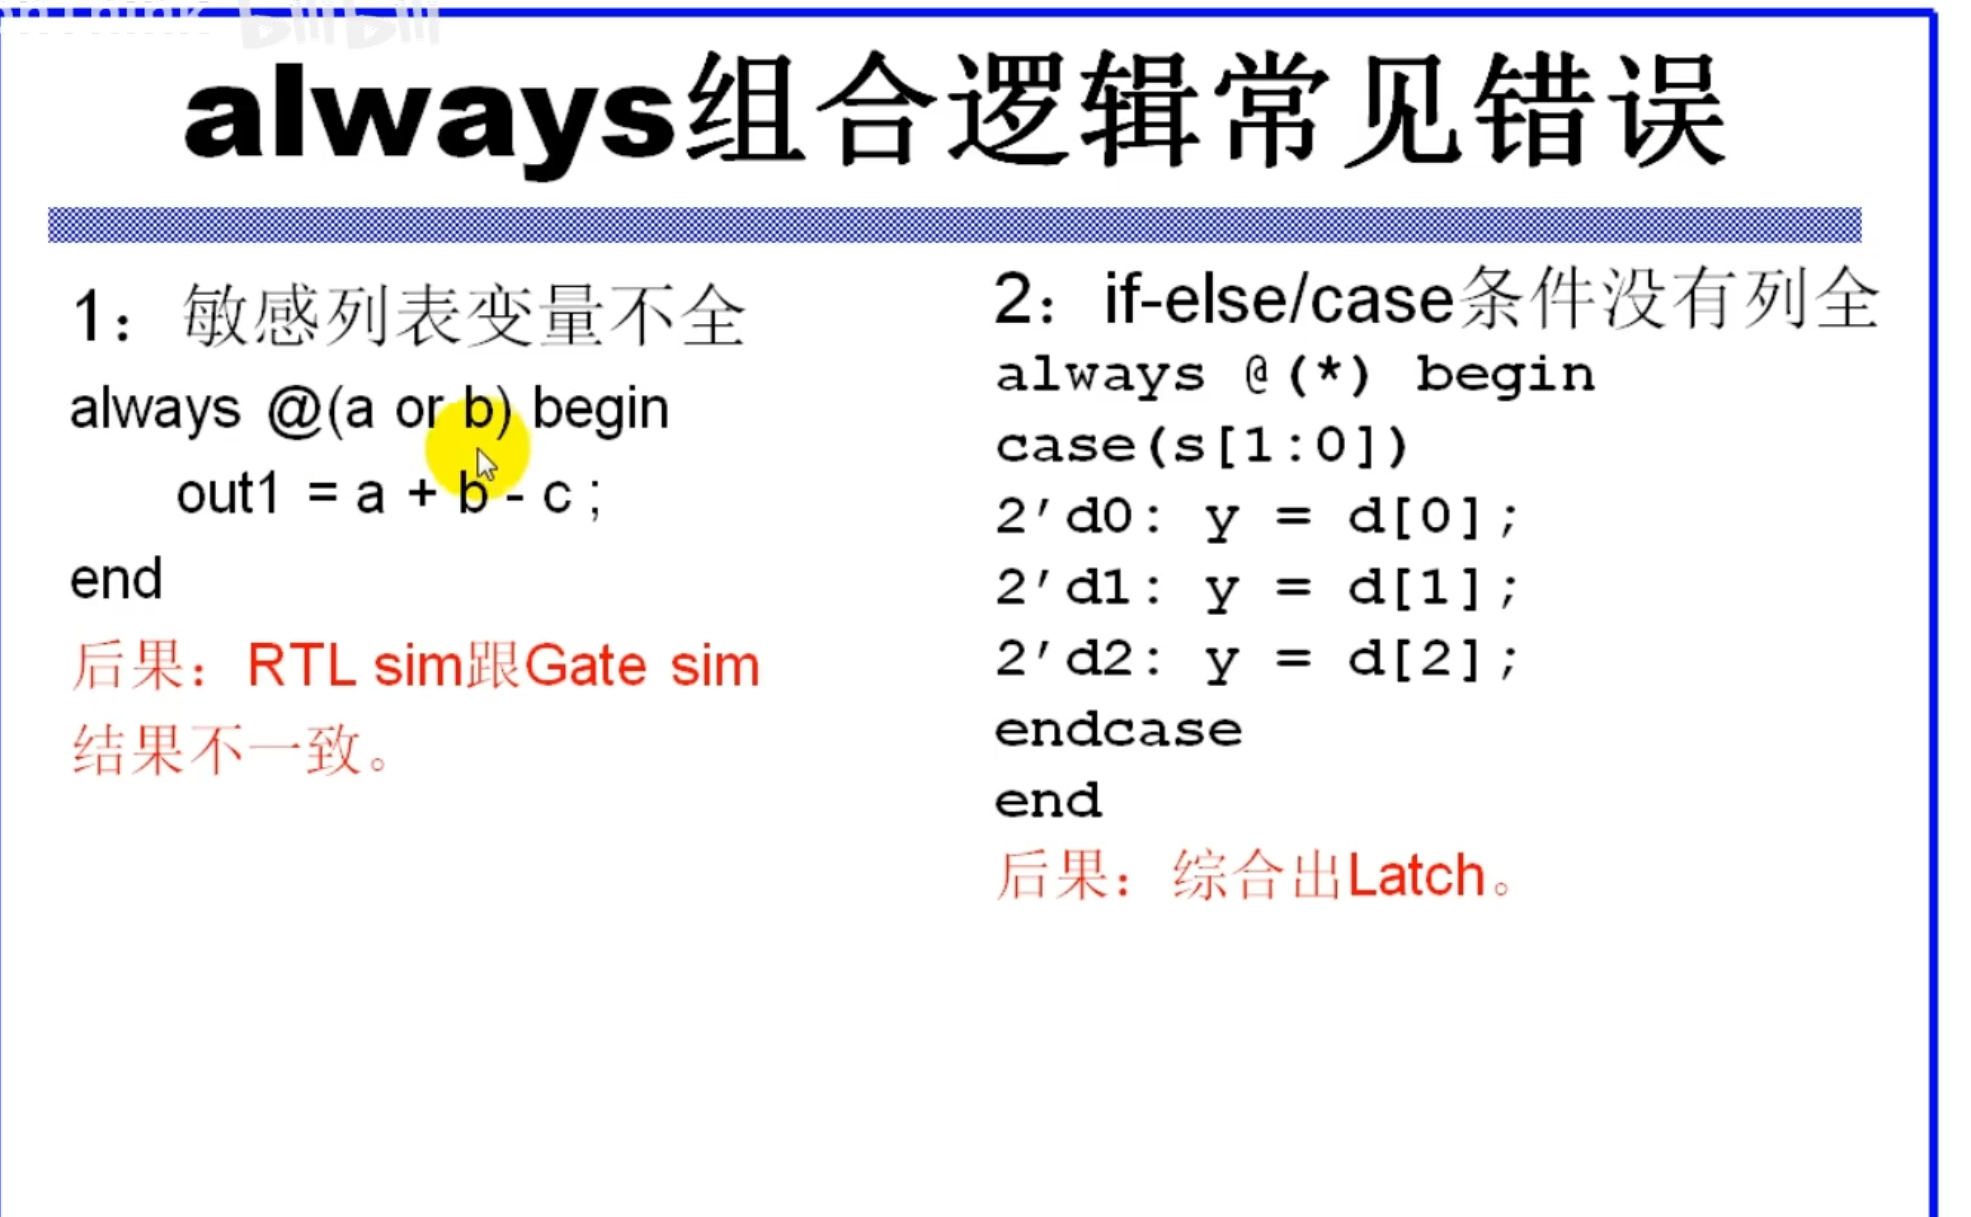 bilibili
always组合逻辑常见错误
1：敏感列表变量不全
always @(a or b) begin
out1 = a + b - c ;
end
后果：RTL sim跟Gate sim
结果不一致。
2：if-else/case条件没有列全
always @(*) begin
case(s[1:0])
2′d0: y = d[0];
2′d1: y = d[1];
2′d2: y = d[2];
endcase
end
后果：综合出Latch。